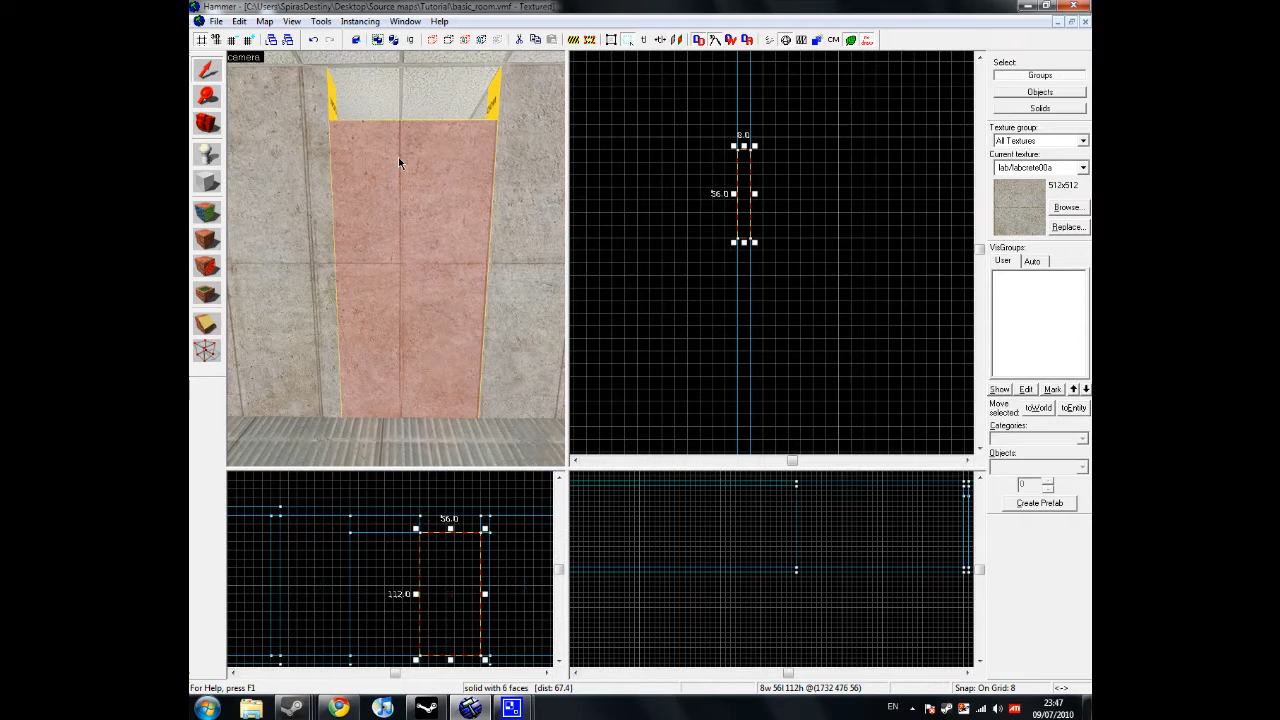 Hammer - [C:\Users\SpirasDestiny\Desktop\Source maps\Tutorial\basic_room.vmf - Textured]
File Edit Map View Tools Instancing Window Help
camera
Select:
Groups
Objects
Solids
Texture group:
All Textures
Current texture:
lab/labcrete00a
512x512
Browse...
Replace...
VisGroups:
User Auto
Show Edit Mark
Move selected: toWorld toEntity
Categories:
Objects:
0
Create Prefab
8.0
56.0
56.0
112.0
For Help, press F1 solid with 6 faces [dist: 67.4] 8w 56l 112h @(1732 476 56) Snap: On Grid: 8 <->
EN 23:47
09/07/2010